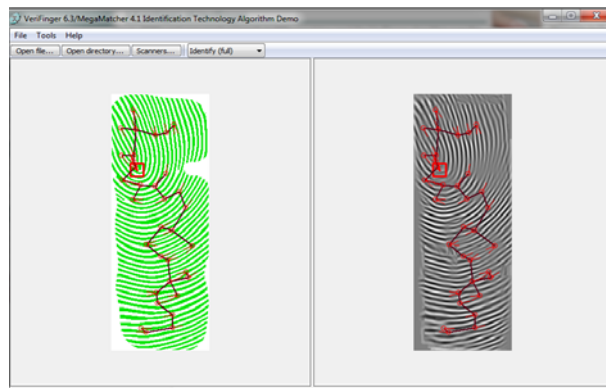 VeriFinger 6.3/MegaMatcher 4.1 Identification Technology Algorithm Demo
File Tools Help
Open file... Open directory... Scanners... Identify (full)